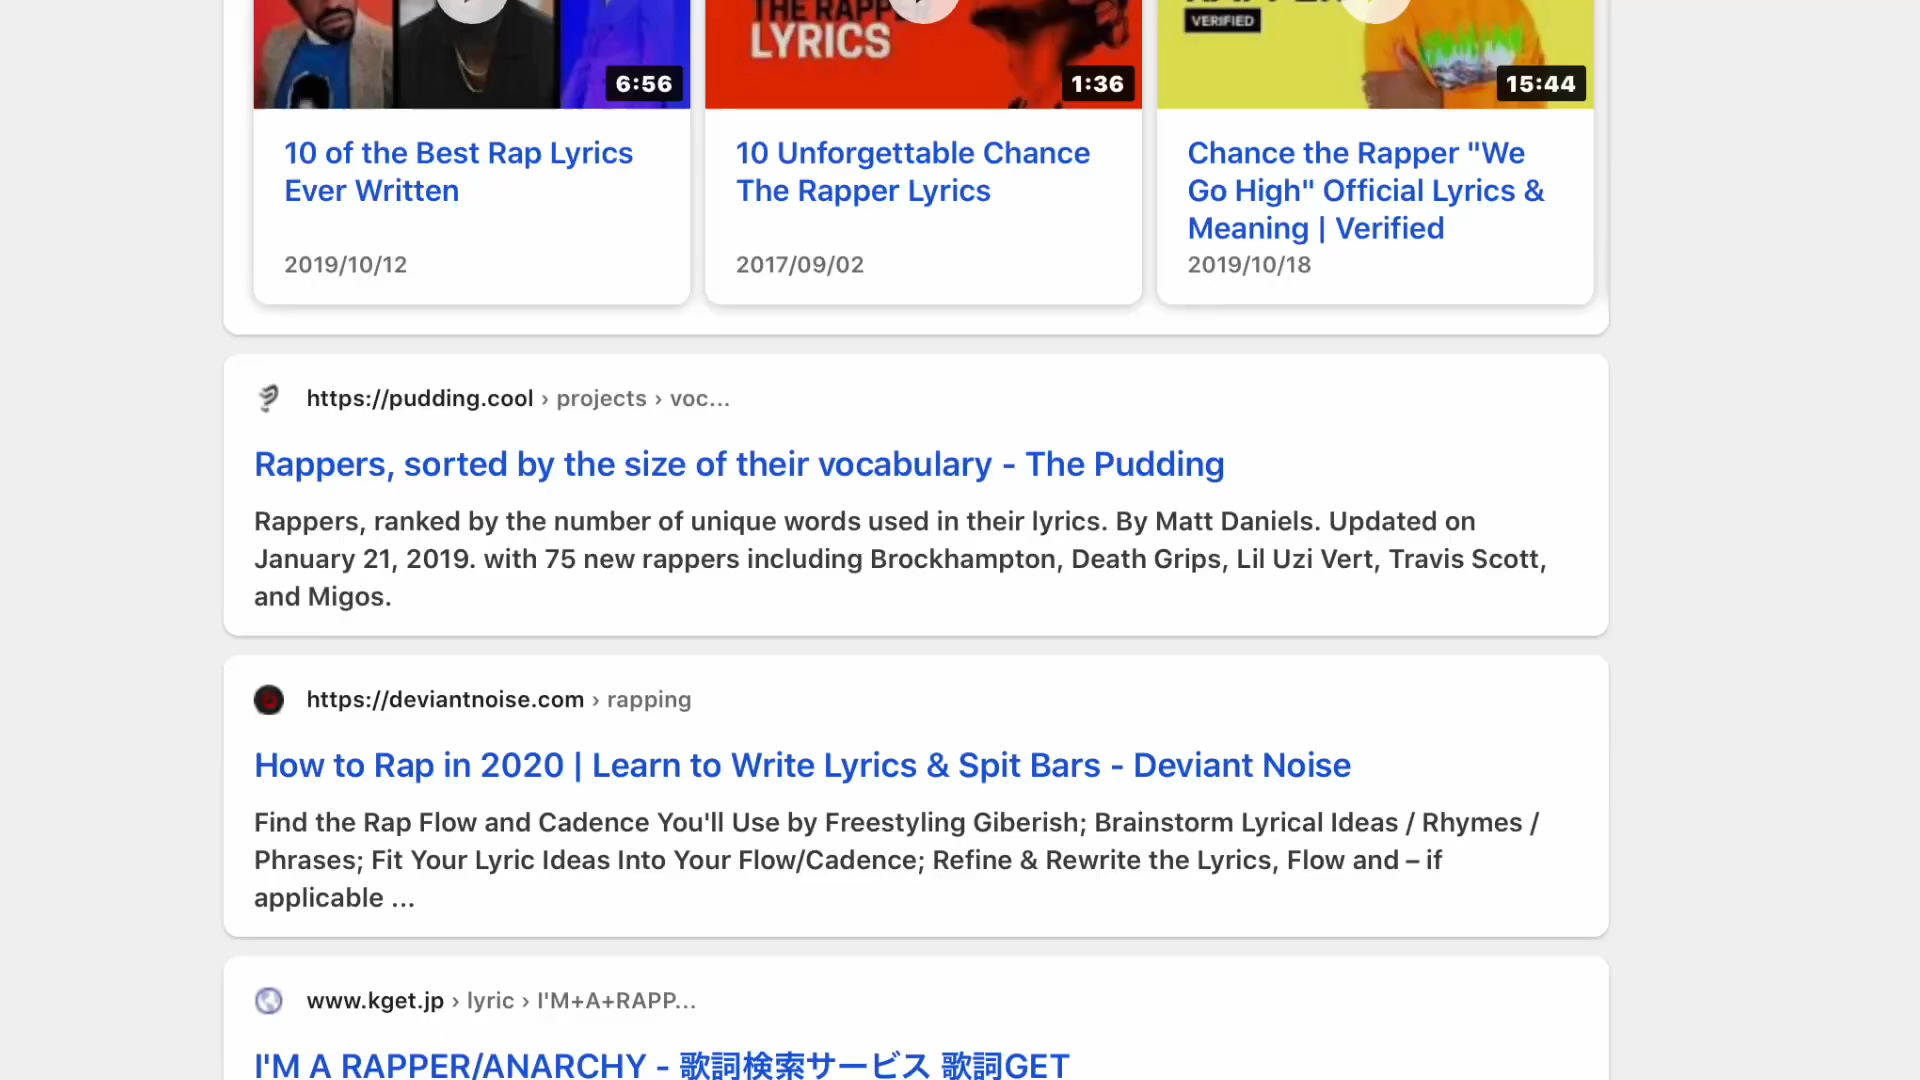 THE RAPPER
LYRICS
VERIFIED
6:56
1:36
15:44
10 of the Best Rap Lyrics
Ever Written
2019/10/12
10 Unforgettable Chance
The Rapper Lyrics
2017/09/02
Chance the Rapper "We
Go High" Official Lyrics &
Meaning | Verified
2019/10/18
https://pudding.cool › projects › voc...
Rappers, sorted by the size of their vocabulary - The Pudding
Rappers, ranked by the number of unique words used in their lyrics. By Matt Daniels. Updated on
January 21, 2019. with 75 new rappers including Brockhampton, Death Grips, Lil Uzi Vert, Travis Scott,
and Migos.
https://deviantnoise.com › rapping
How to Rap in 2020 | Learn to Write Lyrics & Spit Bars - Deviant Noise
Find the Rap Flow and Cadence You'll Use by Freestyling Giberish; Brainstorm Lyrical Ideas / Rhymes /
Phrases; Fit Your Lyric Ideas Into Your Flow/Cadence; Refine & Rewrite the Lyrics, Flow and – if
applicable ...
www.kget.jp › lyric › I'M+A+RAPP...
I'M A RAPPER/ANARCHY - 歌詞検索サービス 歌詞GET